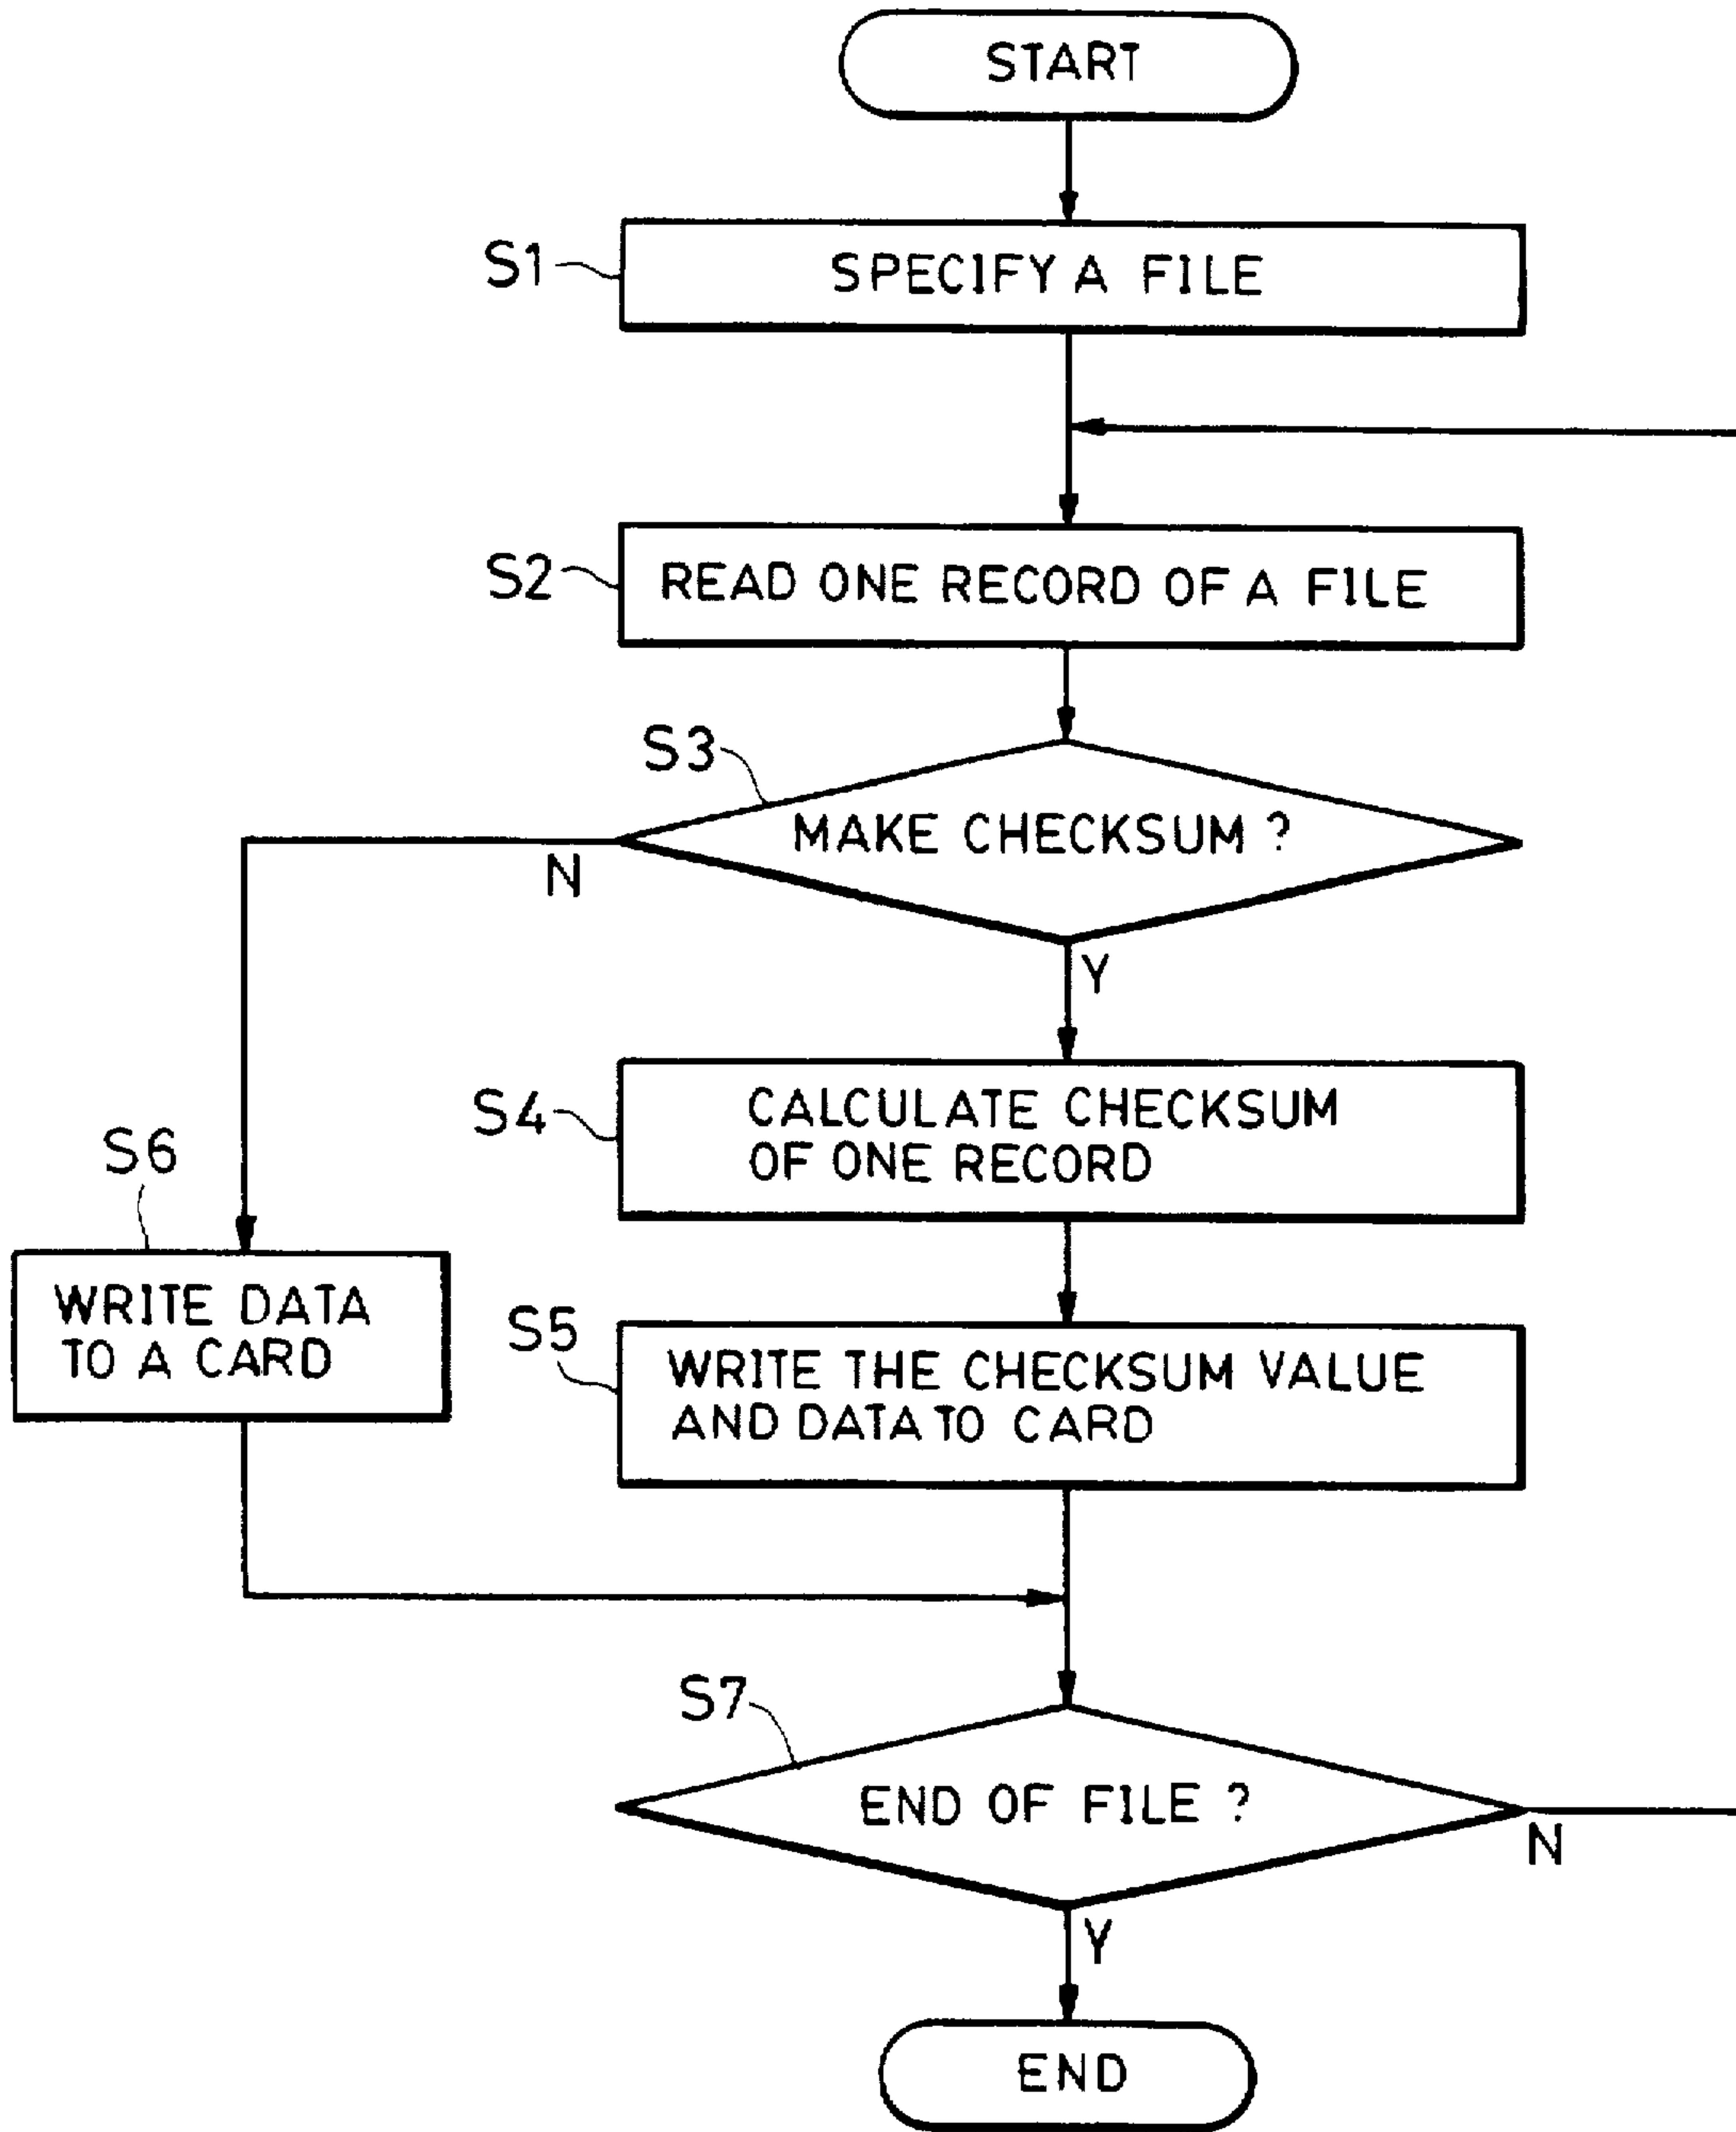 START
S1
SPECIFY A FILE
S2
READ ONE RECORD OF A FILE
S3
MAKE CHECKSUM ?
N
Y
S4
CALCULATE CHECKSUM
OF ONE RECORD
S6
WRITE DATA
TO A CARD
S5
WRITE THE CHECKSUM VALUE
AND DATA TO CARD
S7
END OF FILE ?
N
Y
END